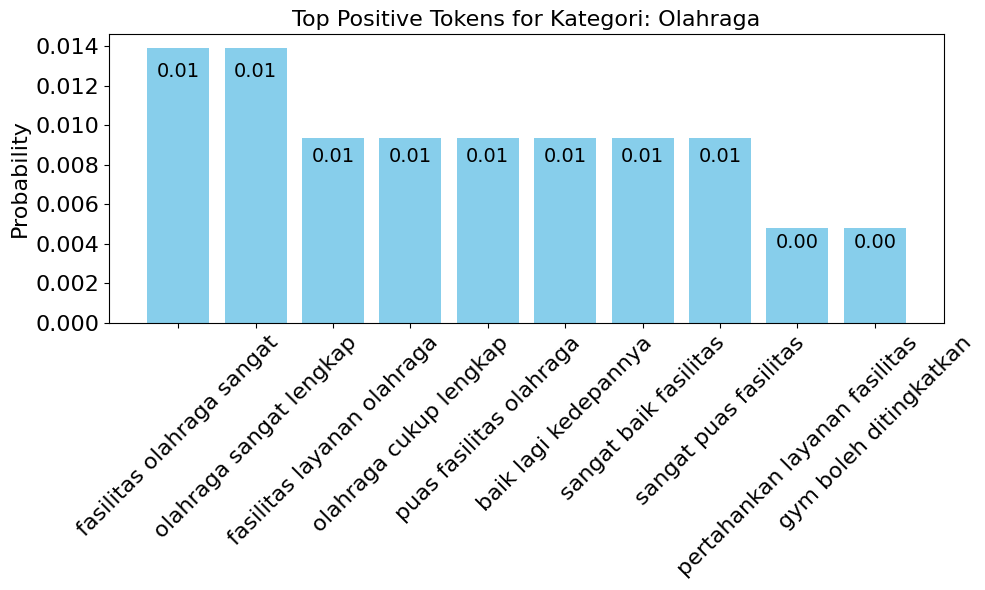 Top Positive Tokens for Kategori: Olahraga
Probability
0.014
0.012
0.010
0.008
0.006
0.004
0.002
0.000
0.01
0.01
0.01
0.01
0.01
0.01
0.01
0.01
0.00
0.00
fasilitas olahraga sangat
olahraga sangat lengkap
fasilitas layanan olahraga
olahraga cukup lengkap
puas fasilitas olahraga
baik lagi kedepannya
sangat baik fasilitas
sangat puas fasilitas
pertahankan layanan fasilitas
gym boleh ditingkatkan